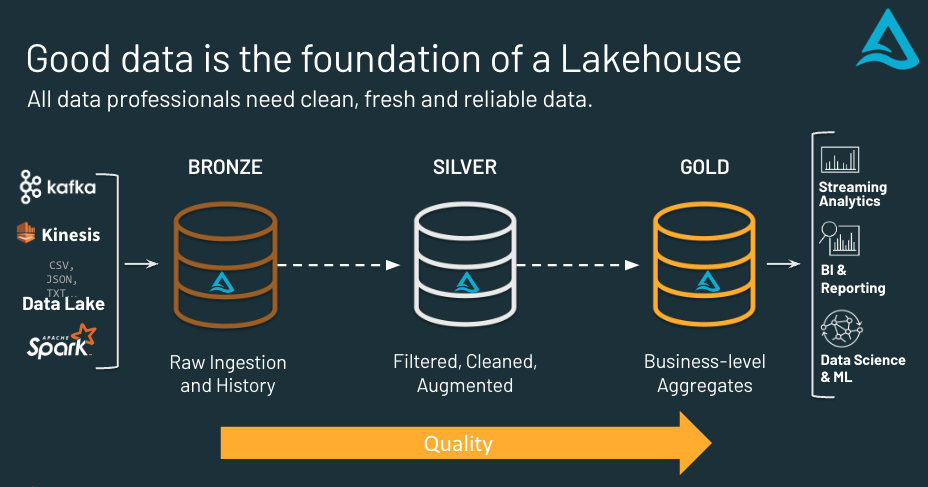 Good data is the foundation of a Lakehouse
All data professionals need clean, fresh and reliable data.
BRONZE
SILVER
GOLD
kafka
Kinesis
CSV,
JSON,
TXT...
Data Lake
APACHE
Spark
Raw Ingestion
and History
Filtered, Cleaned,
Augmented
Business-level
Aggregates
Streaming
Analytics
BI &
Reporting
Data Science
& ML
Quality